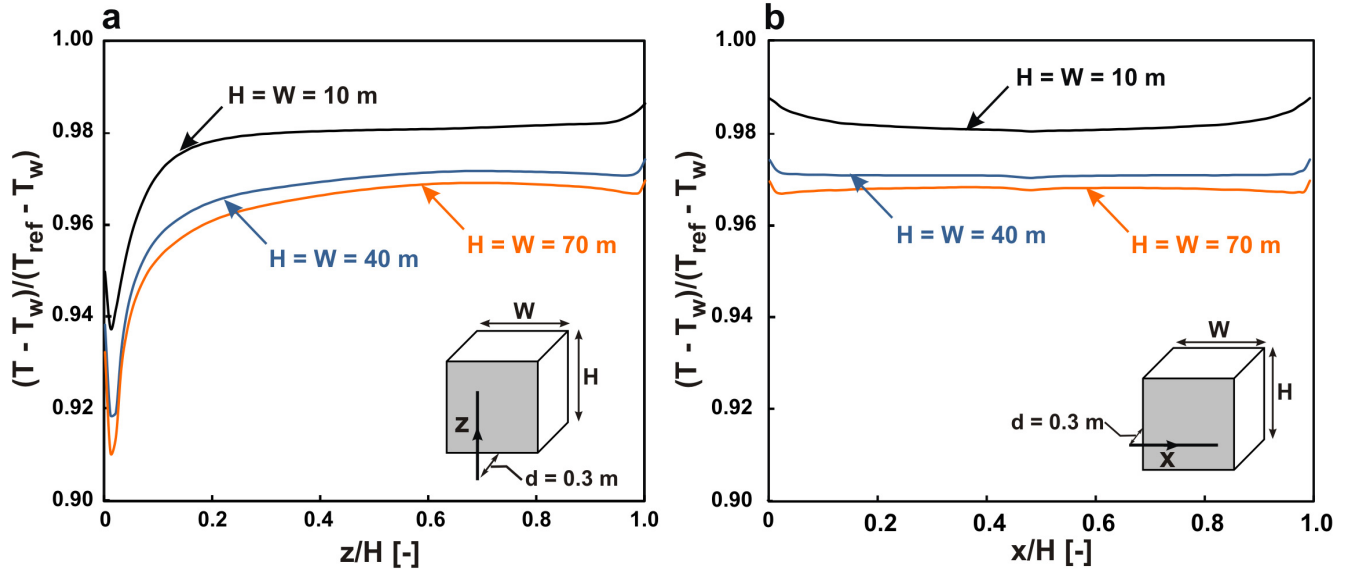 a
1.00
0.98
0.96
0.94
0.92
0.90
(T - Tw)/(Tref - Tw)
H = W = 10 m
H = W = 40 m
H = W = 70 m
W
H
z
d = 0.3 m
0 0.2 0.4 0.6 0.8 1.0
z/H [-]
b
1.00
0.98
0.96
0.94
0.92
0.90
(T - Tw)/(Tref - Tw)
H = W = 10 m
H = W = 40 m
H = W = 70 m
W
H
d = 0.3 m
x
0 0.2 0.4 0.6 0.8 1.0
x/H [-]